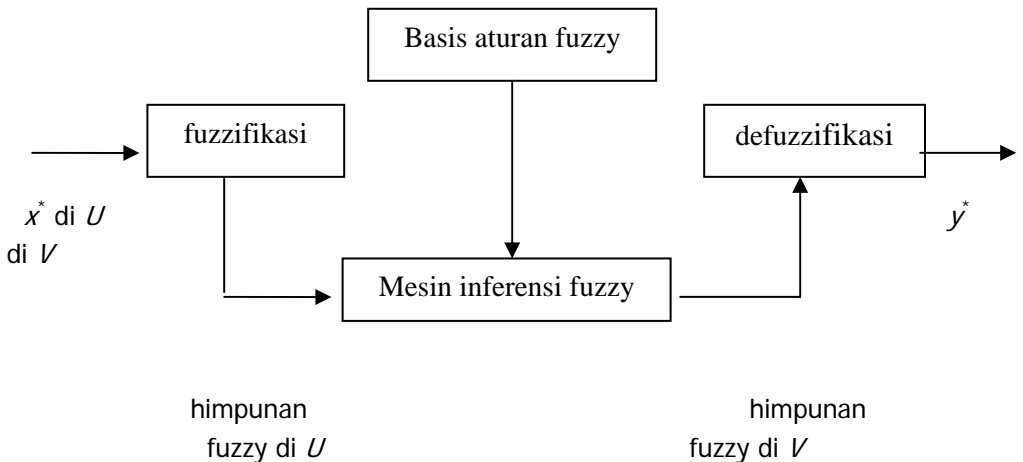 Basis aturan fuzzy
fuzzifikasi
defuzzifikasi
x* di U
y*
di V
Mesin inferensi fuzzy
himpunan
himpunan
fuzzy di U
fuzzy di V